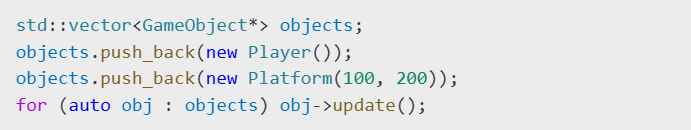 std::vector<GameObject*> objects;
objects.push_back(new Player());
objects.push_back(new Platform(100, 200));
for (auto obj : objects) obj->update();